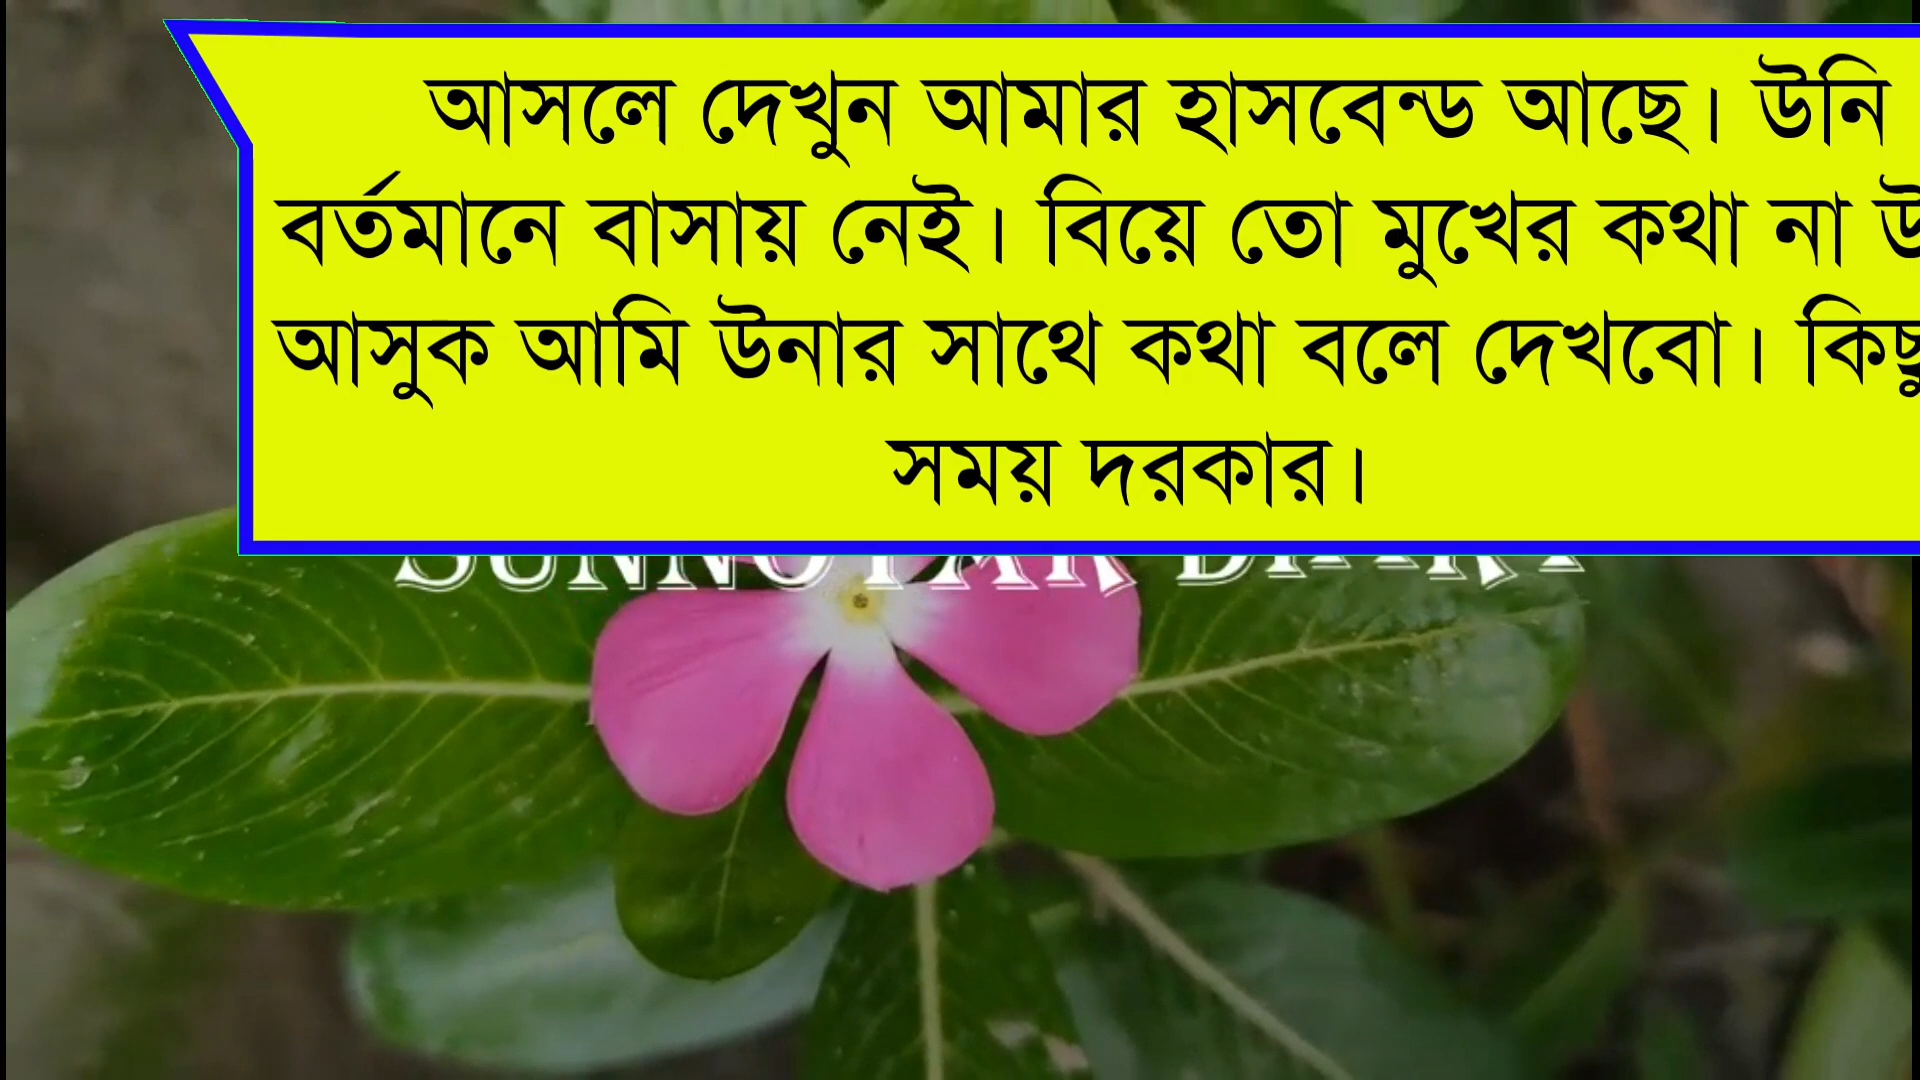 আসলে দেখুন আমার হাসবেন্ড আছে। উনি
বর্তমানে বাসায় নেই। বিয়ে তো মুখের কথা না
আসুক আমি উনার সাথে কথা বলে দেখবো।
সময় দরকার।